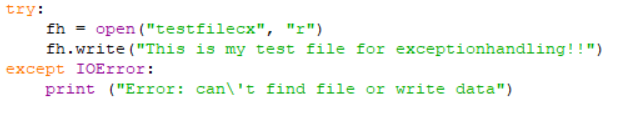 try:
    fh = open("testfilecx", "r")
    fh.write("This is my test file for exceptionhandling!!")
except IOError:
    print ("Error: can\'t find file or write data")